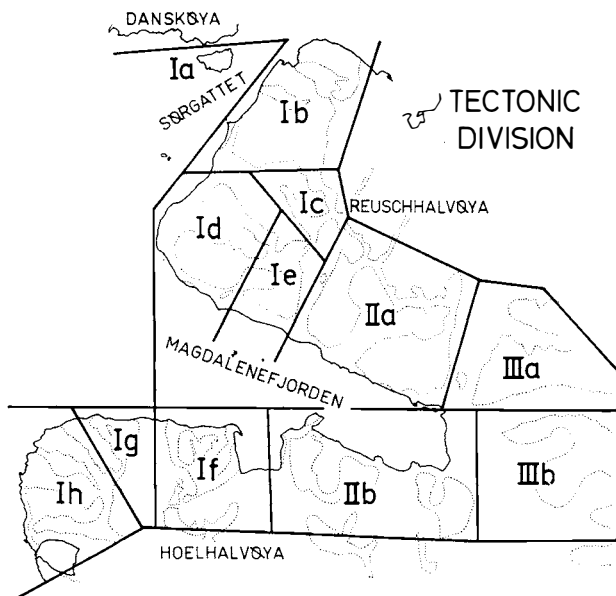 DANSKØYA
Ia
SØRGATTET
Ib
TECTONIC
DIVISION
Ic
REUSCHHALVØYA
Id
Ie
IIa
MAGDALENEFJORDEN
IIIa
Ig
If
IIb
IIIb
Ih
HOELHALVØYA